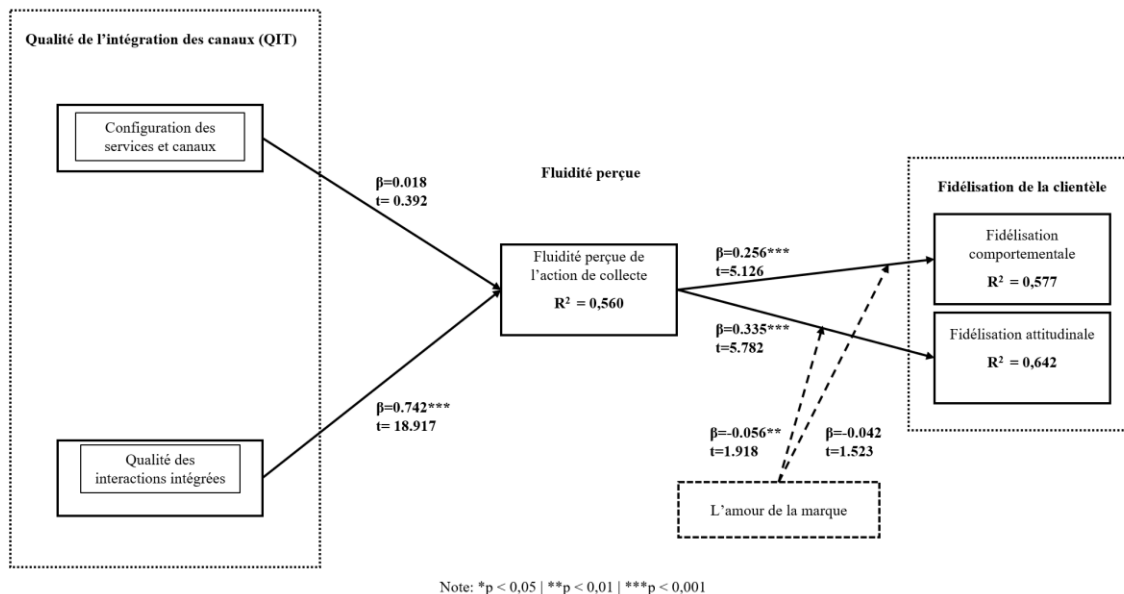 Qualité de l’intégration des canaux (QIT)
Configuration des
services et canaux
β=0.018
t= 0.392
Fluidité perçue
Fluidité perçue de
l’action de collecte
R² = 0,560
β=0.742***
t= 18.917
Qualité des
interactions intégrées
β=0.256***
t=5.126
β=0.335***
t=5.782
Fidélisation de la clientèle
Fidélisation
comportementale
R² = 0,577
Fidélisation attitudinale
R² = 0,642
β=-0.056**
t=1.918
β=-0.042
t=1.523
L’amour de la marque
Note: *p < 0,05 | **p < 0,01 | ***p < 0,001